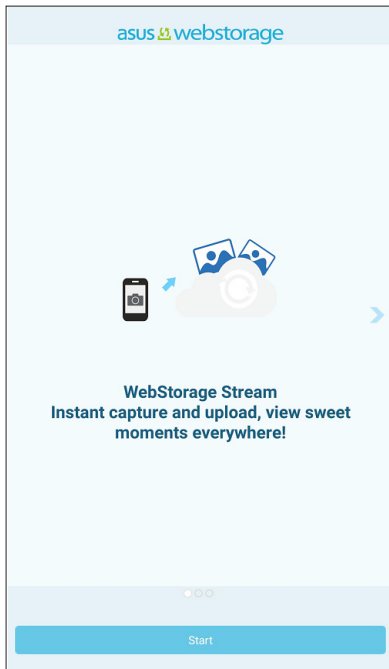 asus webstorage
WebStorage Stream
Instant capture and upload, view sweet
moments everywhere!
Start